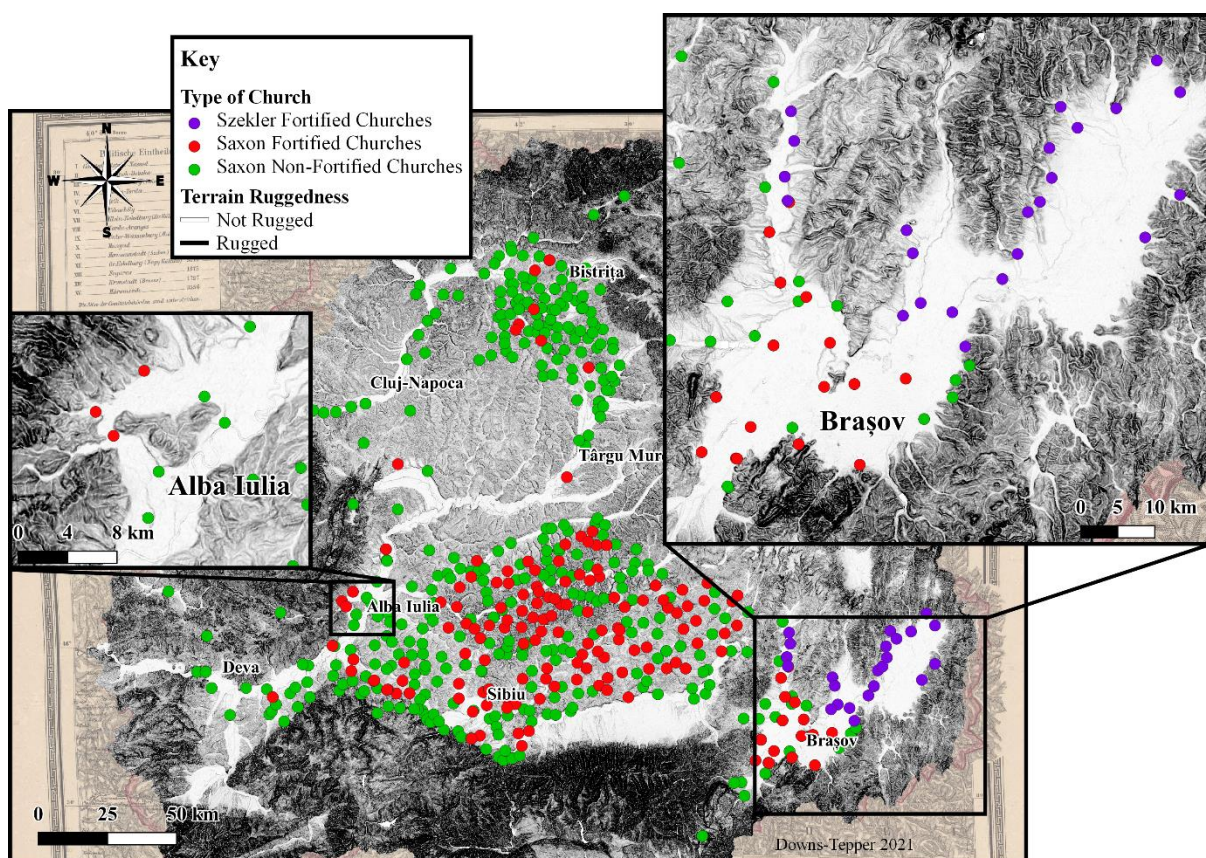 Key
Type of Church
Szekler Fortified Churches
Saxon Fortified Churches
Saxon Non-Fortified Churches
Terrain Ruggedness
Not Rugged
Rugged
N
W E
S
Bistrița
Cluj-Napoca
Târgu Mur
Alba Iulia
0 4 8 km
Brașov
0 5 10 km
Alba Iulia
Deva
Sibiu
Brașov
0 25 50 km
Downs-Tepper 2021